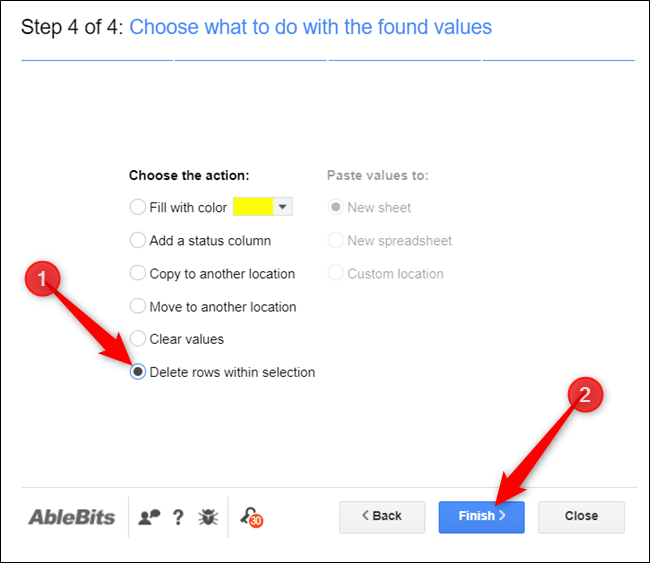 Step 4 of 4: Choose what to do with the found values
Choose the action:
Fill with color
Add a status column
Copy to another location
Move to another location
Clear values
Delete rows within selection
Paste values to:
New sheet
New spreadsheet
Custom location
1
2
AbleBits
?
30
< Back
Finish >
Close